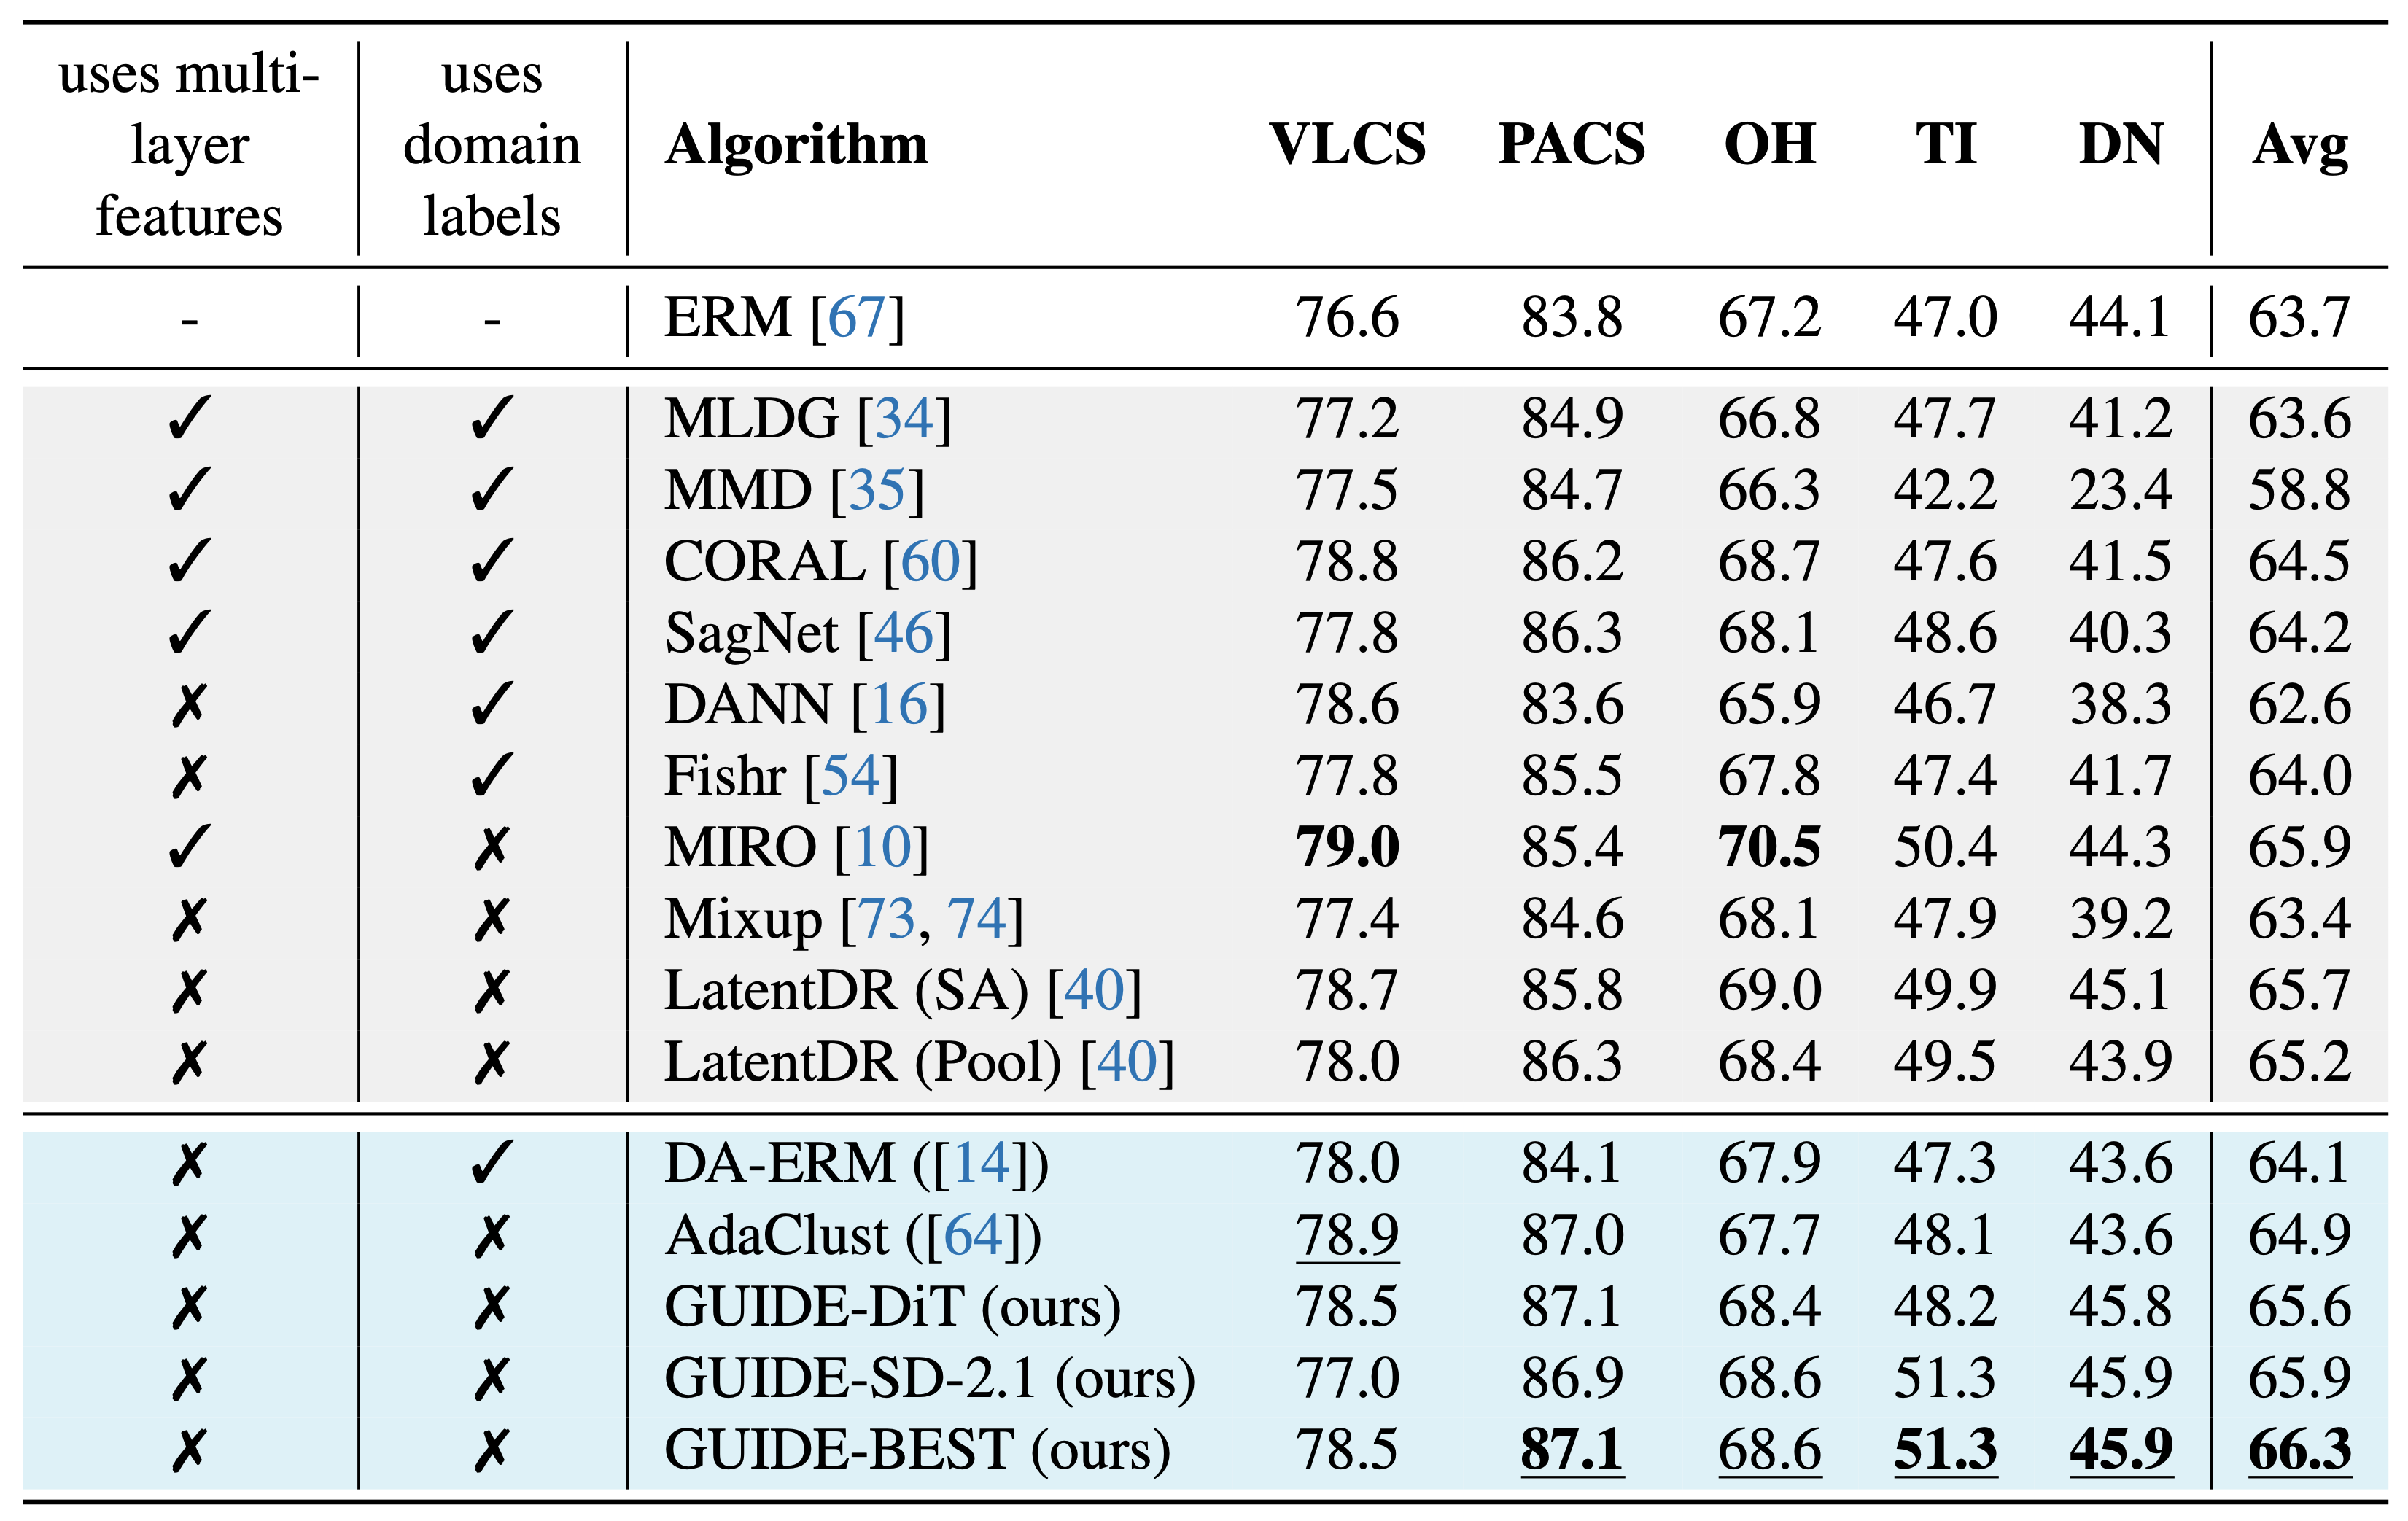 uses multi-layer features | uses domain labels | Algorithm | VLCS | PACS | OH | TI | DN | Avg
- | - | ERM [67] | 76.6 | 83.8 | 67.2 | 47.0 | 44.1 | 63.7
✓ | ✓ | MLDG [34] | 77.2 | 84.9 | 66.8 | 47.7 | 41.2 | 63.6
✓ | ✓ | MMD [35] | 77.5 | 84.7 | 66.3 | 42.2 | 23.4 | 58.8
✓ | ✓ | CORAL [60] | 78.8 | 86.2 | 68.7 | 47.6 | 41.5 | 64.5
✓ | ✓ | SagNet [46] | 77.8 | 86.3 | 68.1 | 48.6 | 40.3 | 64.2
✗ | ✓ | DANN [16] | 78.6 | 83.6 | 65.9 | 46.7 | 38.3 | 62.6
✗ | ✓ | Fishr [54] | 77.8 | 85.5 | 67.8 | 47.4 | 41.7 | 64.0
✓ | ✗ | MIRO [10] | 79.0 | 85.4 | 70.5 | 50.4 | 44.3 | 65.9
✗ | ✗ | Mixup [73, 74] | 77.4 | 84.6 | 68.1 | 47.9 | 39.2 | 63.4
✗ | ✗ | LatentDR (SA) [40] | 78.7 | 85.8 | 69.0 | 49.9 | 45.1 | 65.7
✗ | ✗ | LatentDR (Pool) [40] | 78.0 | 86.3 | 68.4 | 49.5 | 43.9 | 65.2
✗ | ✓ | DA-ERM ([14]) | 78.0 | 84.1 | 67.9 | 47.3 | 43.6 | 64.1
✗ | ✗ | AdaClust ([64]) | 78.9 | 87.0 | 67.7 | 48.1 | 43.6 | 64.9
✗ | ✗ | GUIDE-DiT (ours) | 78.5 | 87.1 | 68.4 | 48.2 | 45.8 | 65.6
✗ | ✗ | GUIDE-SD-2.1 (ours) | 77.0 | 86.9 | 68.6 | 51.3 | 45.9 | 65.9
✗ | ✗ | GUIDE-BEST (ours) | 78.5 | 87.1 | 68.6 | 51.3 | 45.9 | 66.3